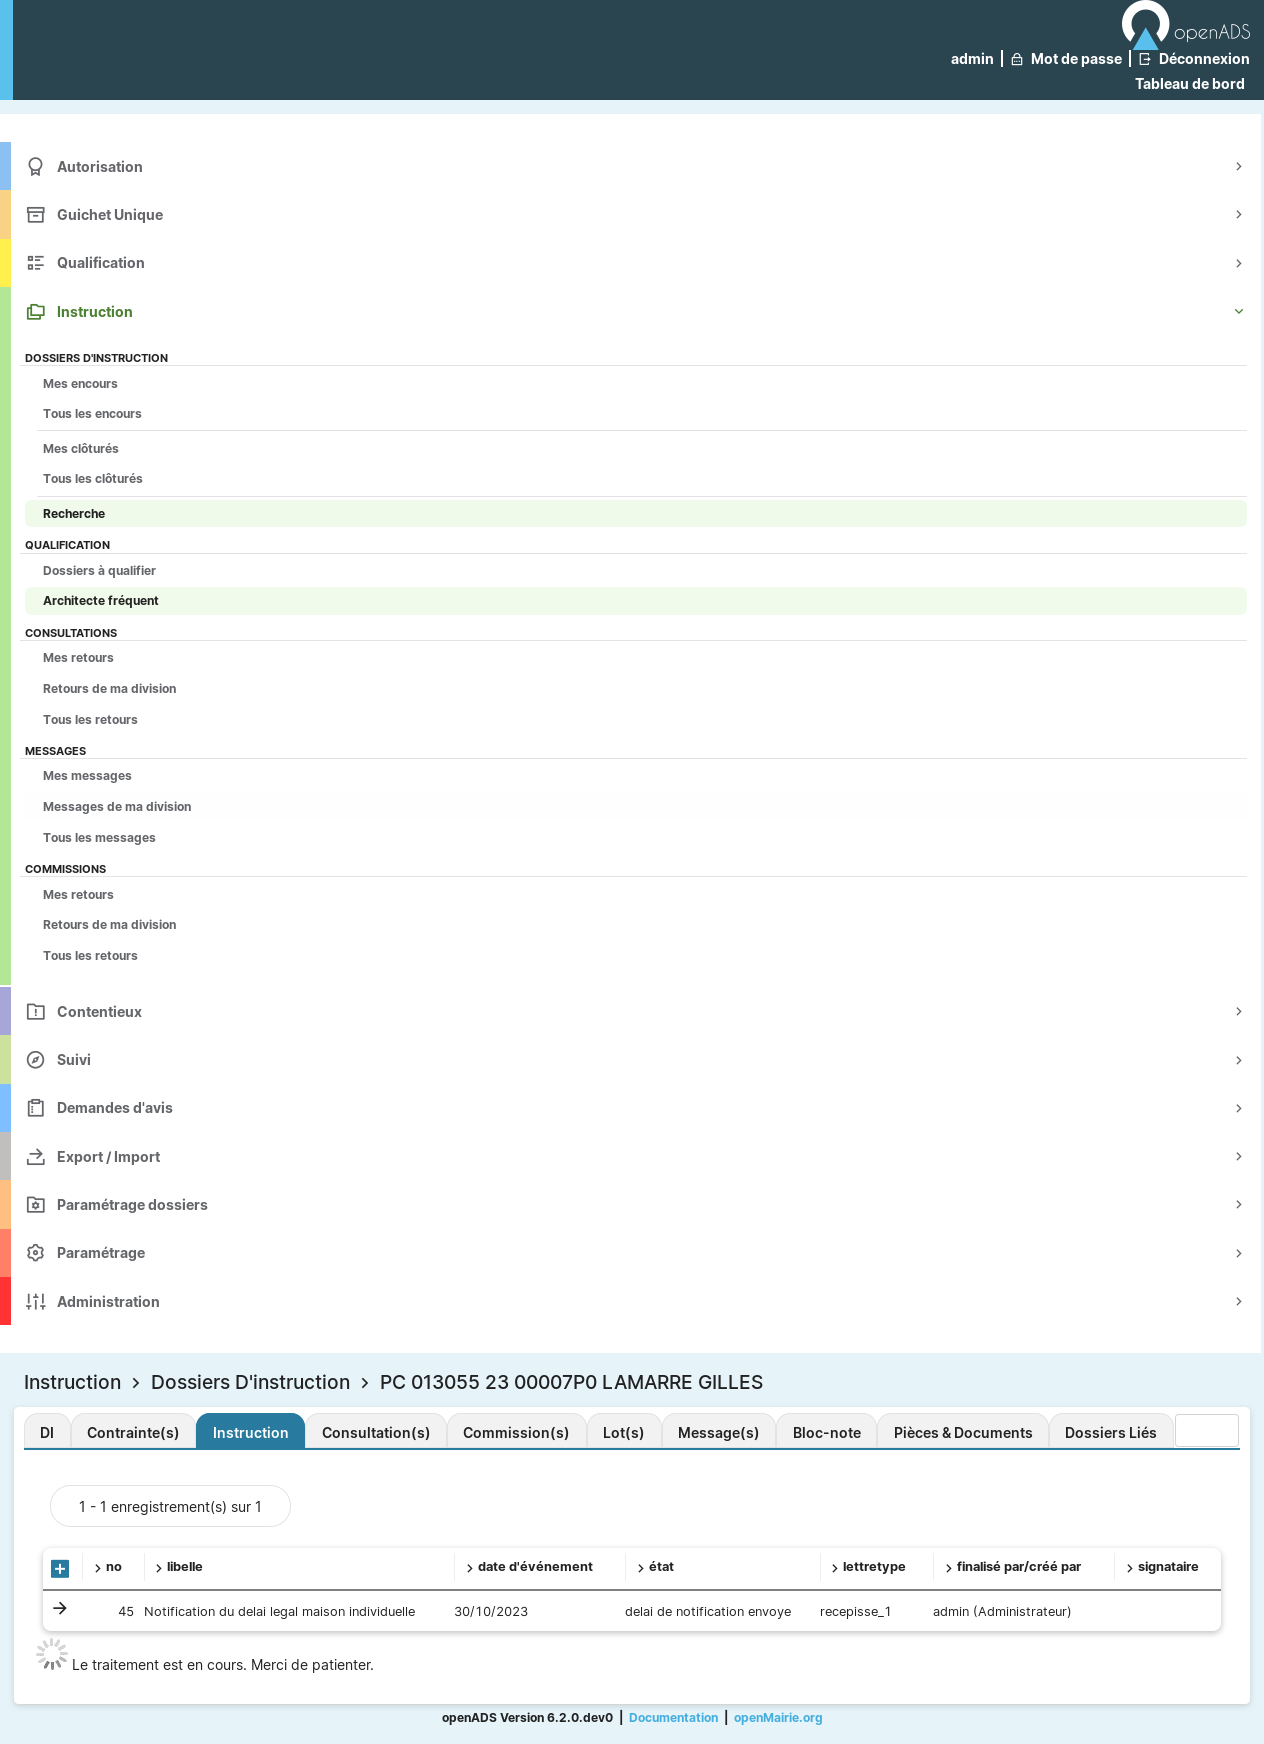 openADS
admin | Mot de passe | Déconnexion
Tableau de bord
Autorisation
Guichet Unique
Qualification
Instruction
DOSSIERS D'INSTRUCTION
Mes encours
Tous les encours
Mes clôturés
Tous les clôturés
Recherche
QUALIFICATION
Dossiers à qualifier
Architecte fréquent
CONSULTATIONS
Mes retours
Retours de ma division
Tous les retours
MESSAGES
Mes messages
Messages de ma division
Tous les messages
COMMISSIONS
Mes retours
Retours de ma division
Tous les retours
Contentieux
Suivi
Demandes d'avis
Export / Import
Paramétrage dossiers
Paramétrage
Administration
Instruction > Dossiers D'instruction > PC 013055 23 00007P0 LAMARRE GILLES
DI Contrainte(s) Instruction Consultation(s) Commission(s) Lot(s) Message(s) Bloc-note Pièces & Documents Dossiers Liés
1 - 1 enregistrement(s) sur 1
no libelle date d'événement état lettretype finalisé par/créé par signataire
45 Notification du delai legal maison individuelle 30/10/2023 delai de notification envoye recepisse_1 admin (Administrateur)
Le traitement est en cours. Merci de patienter.
openADS Version 6.2.0.dev0 | Documentation | openMairie.org